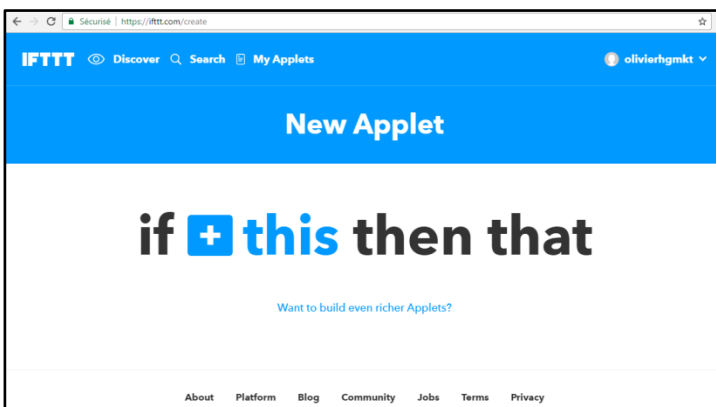 Sécurisé | https://ifttt.com/create
IFTTT Discover Search My Applets olivierhgmkt
New Applet
if + this then that
Want to build even richer Applets?
About Platform Blog Community Jobs Terms Privacy